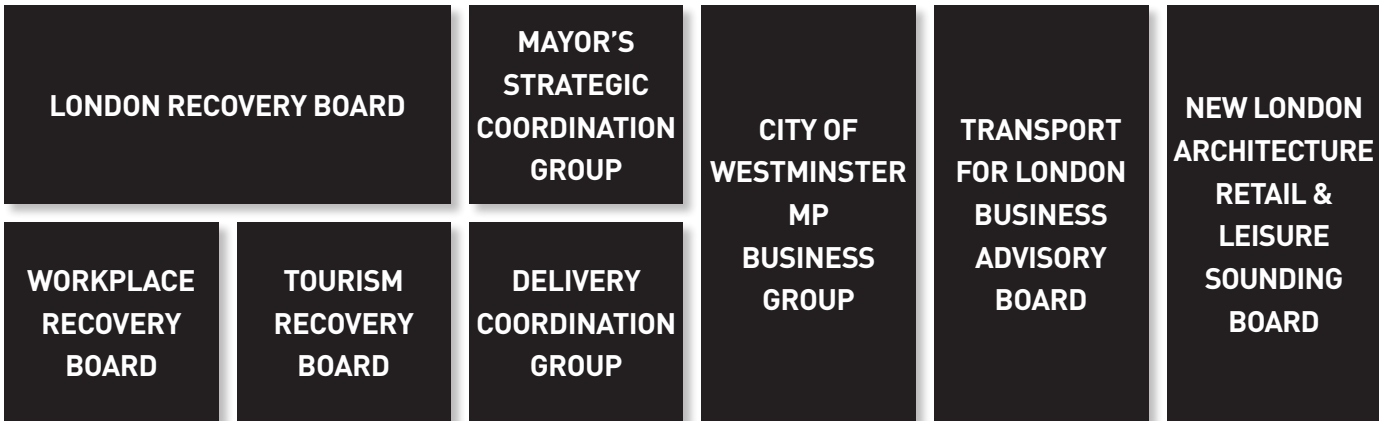 LONDON RECOVERY BOARD
MAYOR’S
STRATEGIC
COORDINATION
GROUP
WORKPLACE
RECOVERY
BOARD
TOURISM
RECOVERY
BOARD
DELIVERY
COORDINATION
GROUP
CITY OF
WESTMINSTER
MP
BUSINESS
GROUP
TRANSPORT
FOR LONDON
BUSINESS
ADVISORY
BOARD
NEW LONDON
ARCHITECTURE
RETAIL &
LEISURE
SOUNDING
BOARD